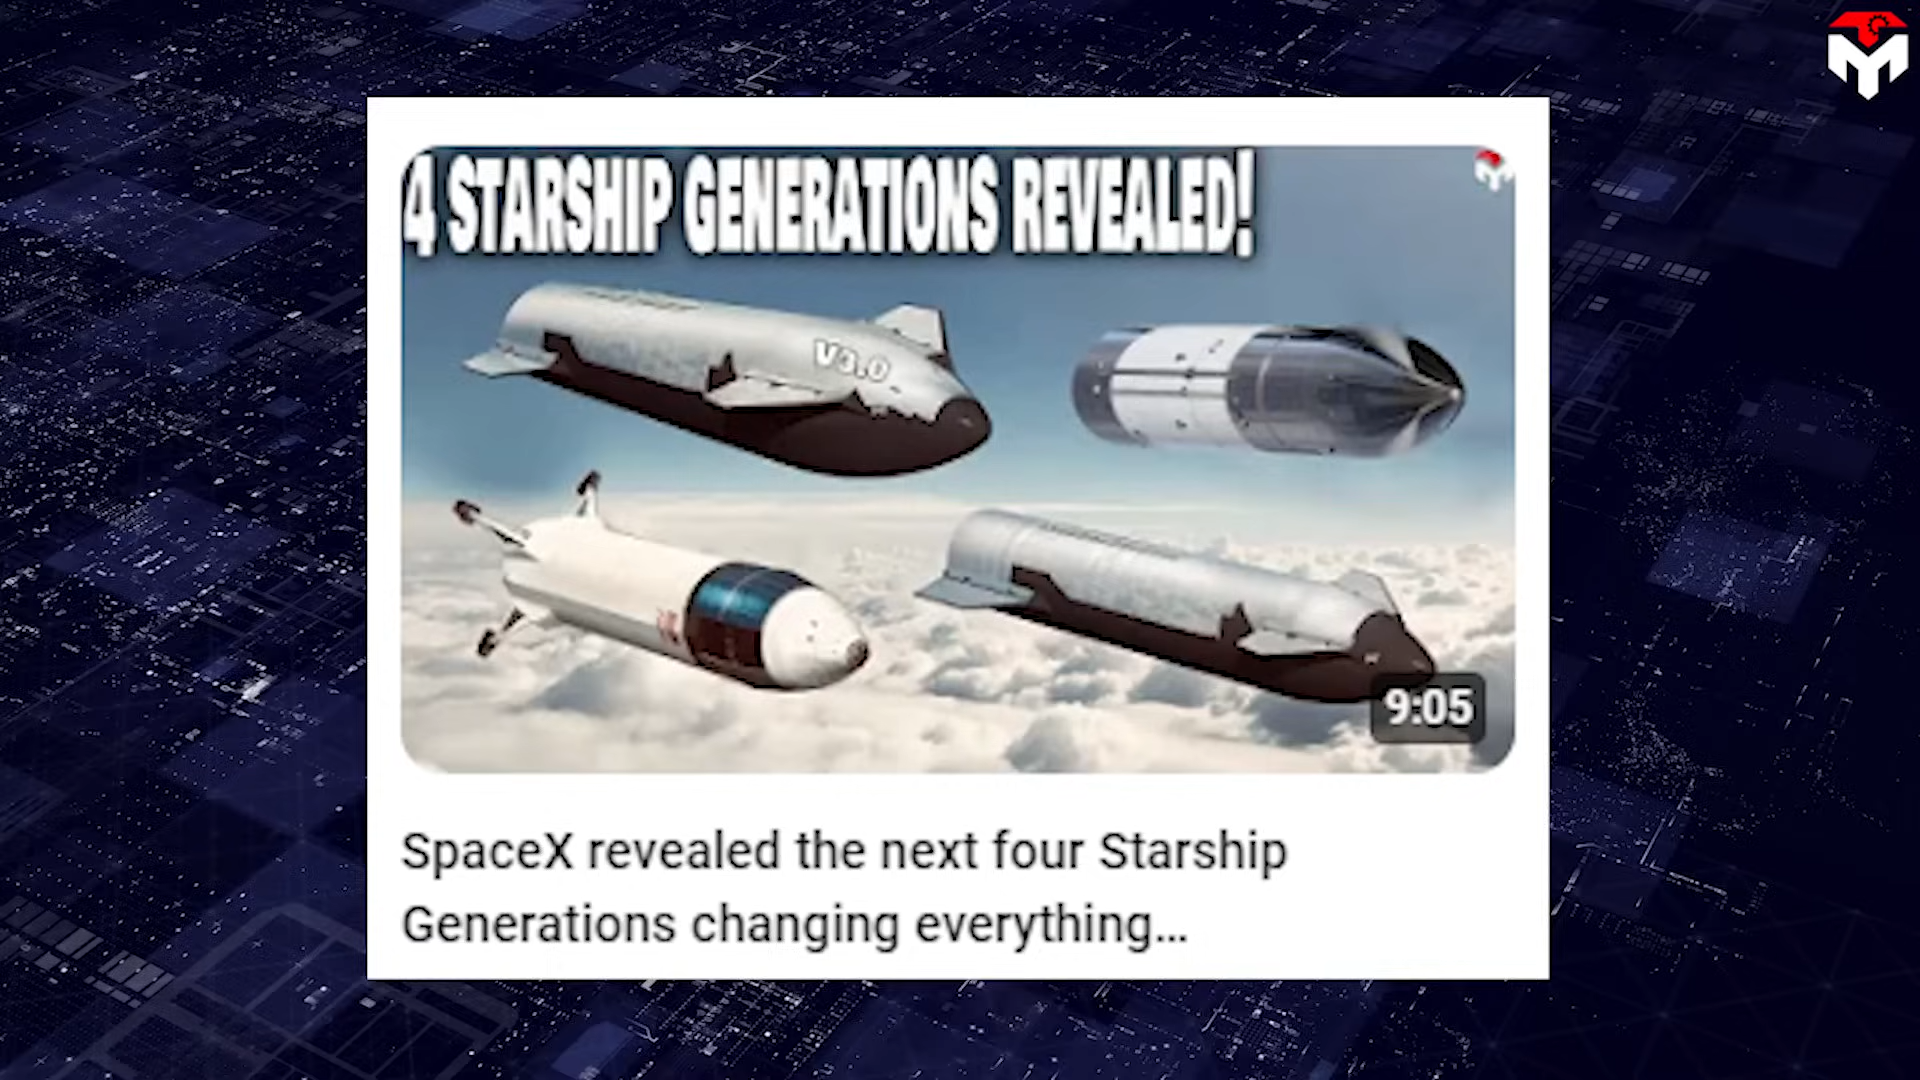 4 STARSHIP GENERATIONS REVEALED!
V3.0
9:05
SpaceX revealed the next four Starship
Generations changing everything...